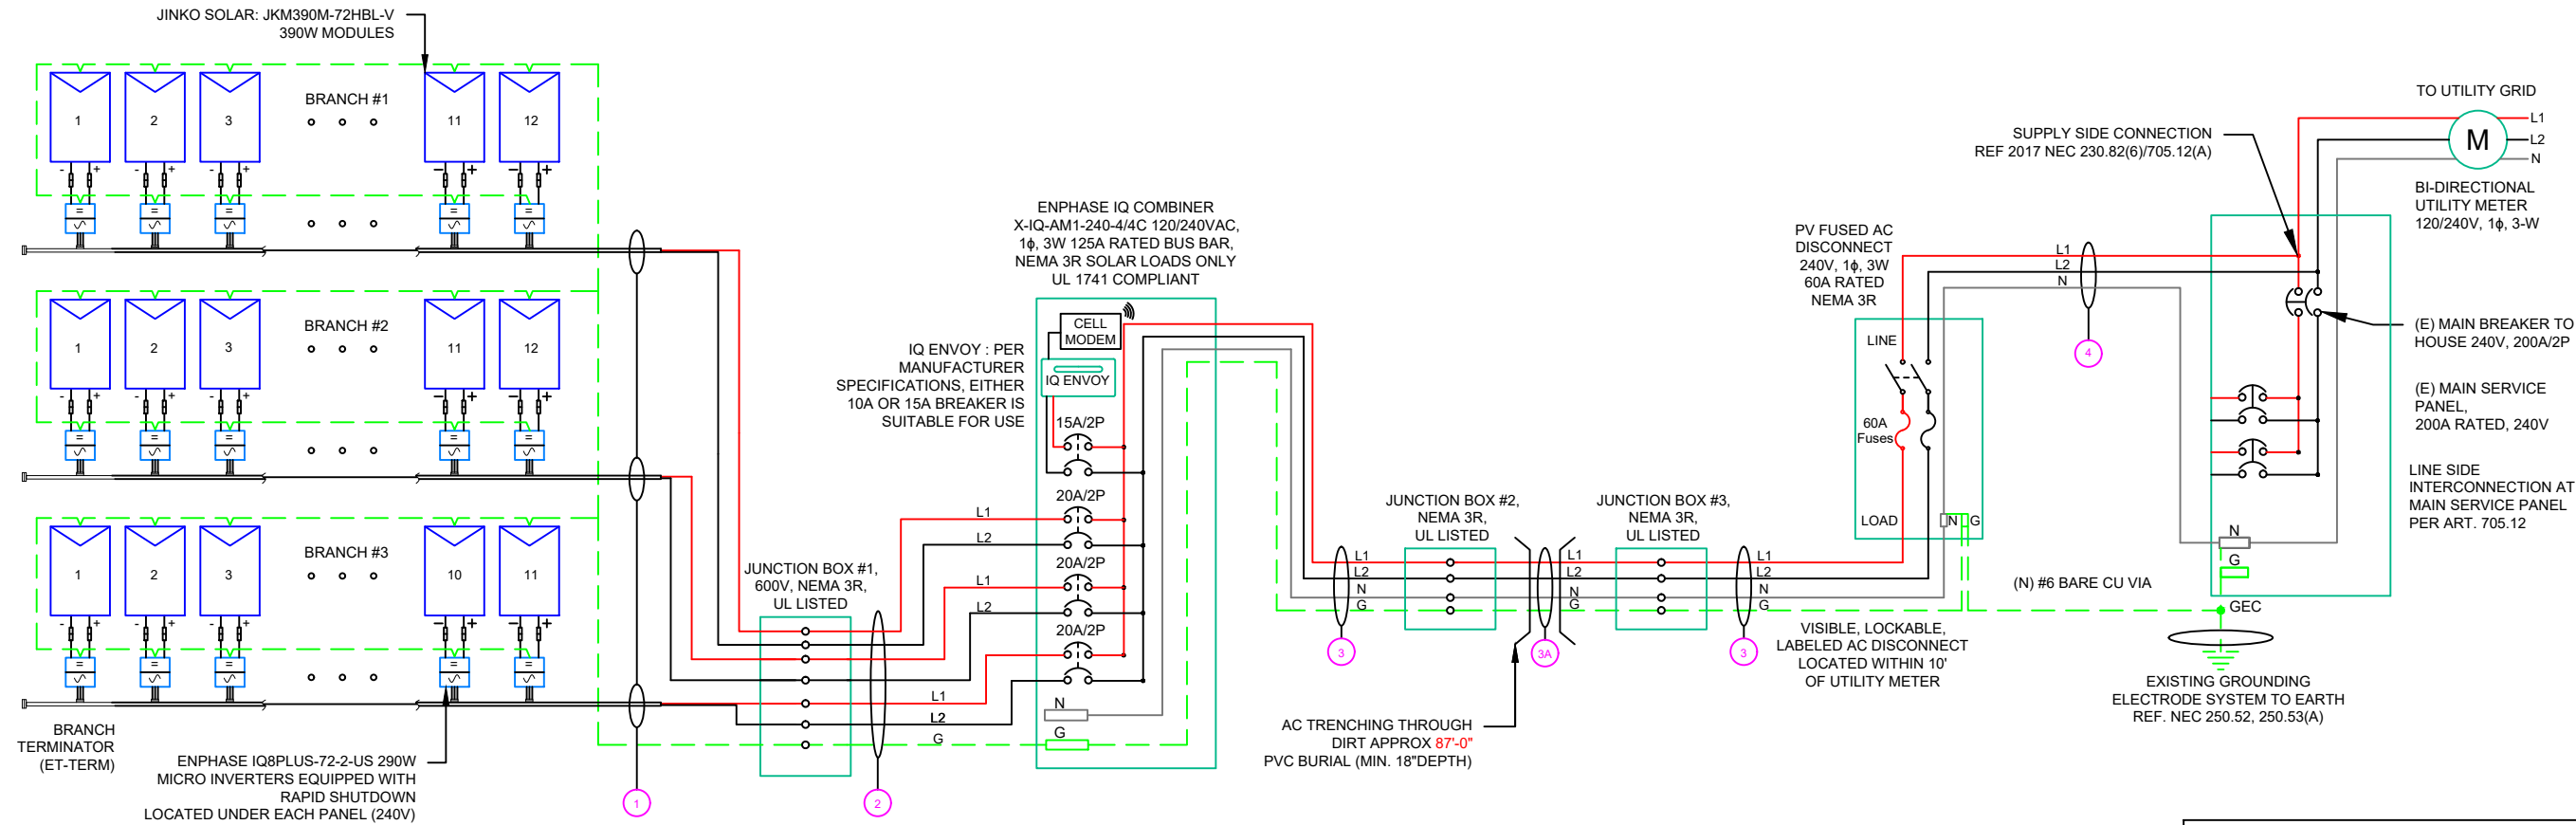 JINKO SOLAR: JKM390M-72HBL-V
390W MODULES
BRANCH #1
1
2
3
11
12
- +
- +
- +
- +
- +
BRANCH #2
1
2
3
11
12
- +
- +
- +
- +
- +
BRANCH #3
1
2
3
10
11
- +
- +
- +
- +
- +
BRANCH
TERMINATOR
(ET-TERM)
ENPHASE IQ8PLUS-72-2-US 290W
MICRO INVERTERS EQUIPPED WITH
RAPID SHUTDOWN
LOCATED UNDER EACH PANEL (240V)
1
JUNCTION BOX #1,
600V, NEMA 3R,
UL LISTED
2
L1
L2
L1
L2
L1
L2
G
ENPHASE IQ COMBINER
X-IQ-AM1-240-4/4C 120/240VAC,
1ϕ, 3W 125A RATED BUS BAR,
NEMA 3R SOLAR LOADS ONLY
UL 1741 COMPLIANT
CELL
MODEM
IQ ENVOY
IQ ENVOY : PER
MANUFACTURER
SPECIFICATIONS, EITHER
10A OR 15A BREAKER IS
SUITABLE FOR USE
15A/2P
20A/2P
20A/2P
20A/2P
N
G
L1
L2
N
G
3
JUNCTION BOX #2,
NEMA 3R,
UL LISTED
L1
L2
N
G
3A
JUNCTION BOX #3,
NEMA 3R,
UL LISTED
L1
L2
N
G
3
AC TRENCHING THROUGH
DIRT APPROX 87'-0"
PVC BURIAL (MIN. 18"DEPTH)
PV FUSED AC
DISCONNECT
240V, 1ϕ, 3W
60A RATED
NEMA 3R
LINE
60A
Fuses
LOAD
N
G
VISIBLE, LOCKABLE,
LABELED AC DISCONNECT
LOCATED WITHIN 10'
OF UTILITY METER
L1
L2
N
4
SUPPLY SIDE CONNECTION
REF 2017 NEC 230.82(6)/705.12(A)
TO UTILITY GRID
M
L1
L2
N
BI-DIRECTIONAL
UTILITY METER
120/240V, 1ϕ, 3-W
(E) MAIN BREAKER TO
HOUSE 240V, 200A/2P
(E) MAIN SERVICE
PANEL,
200A RATED, 240V
LINE SIDE
INTERCONNECTION AT
MAIN SERVICE PANEL
PER ART. 705.12
N
G
(N) #6 BARE CU VIA
GEC
EXISTING GROUNDING
ELECTRODE SYSTEM TO EARTH
REF. NEC 250.52, 250.53(A)